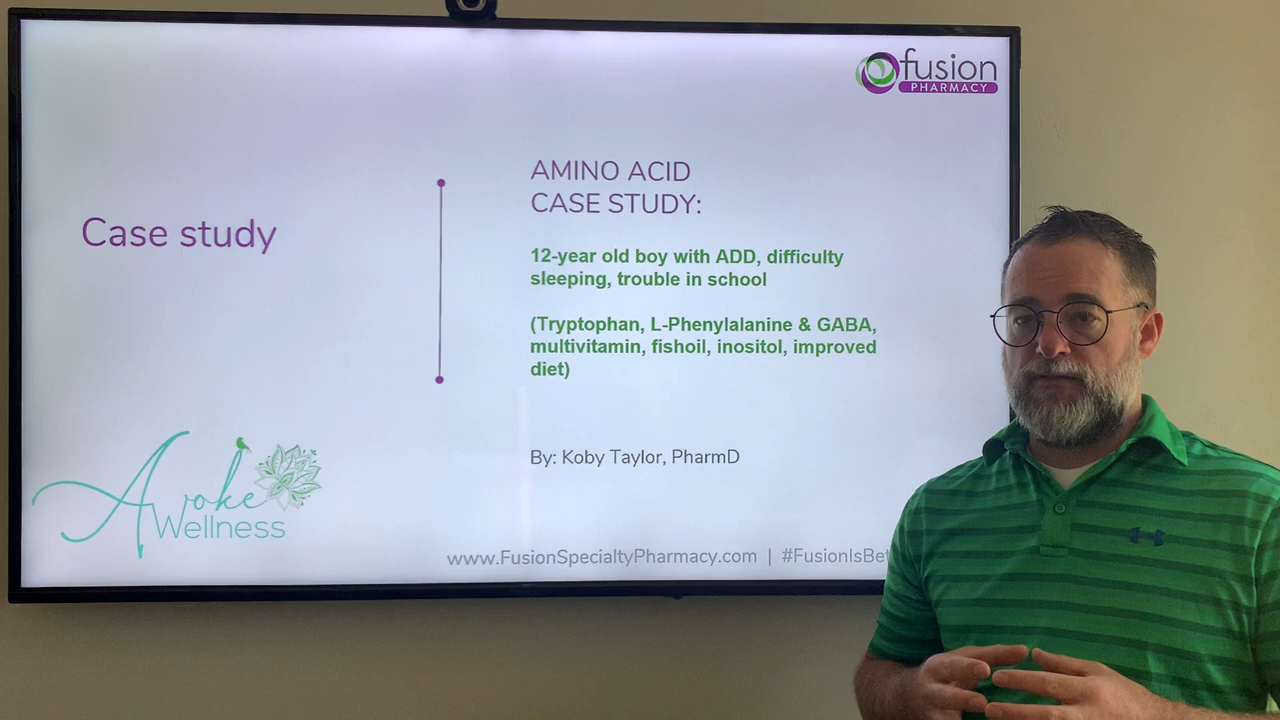 fusion
PHARMACY
Case study
AMINO ACID
CASE STUDY:
12-year old boy with ADD, difficulty
sleeping, trouble in school
(Tryptophan, L-Phenylalanine & GABA,
multivitamin, fishoil, inositol, improved
diet)
By: Koby Taylor, PharmD
Awoke
Wellness
www.FusionSpecialtyPharmacy.com | #FusionIsBet